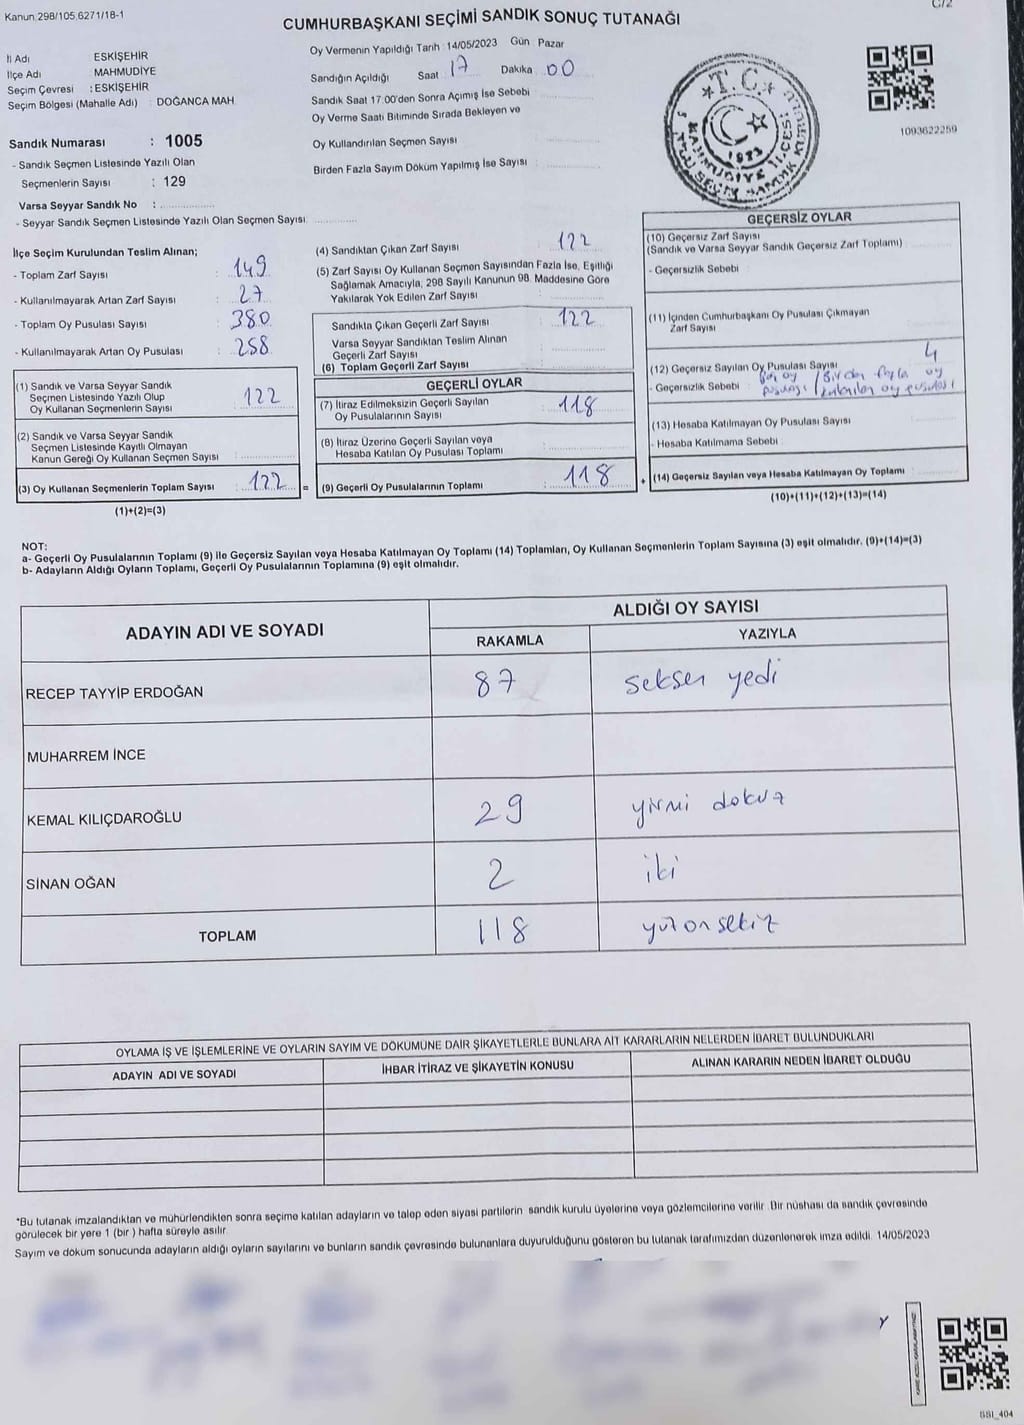 Kanun:298/105,6271/18-1
C/2
CUMHURBAŞKANI SEÇİMİ SANDIK SONUÇ TUTANAĞI
İl Adı ESKİŞEHİR
İlçe Adı MAHMUDİYE
Seçim Çevresi : ESKİŞEHİR
Seçim Bölgesi (Mahalle Adı) : DOĞANCA MAH.
Oy Vermenin Yapıldığı Tarih : 14/05/2023 Gün Pazar
Sandığın Açıldığı Saat 17 Dakika 00
Sandık Saat 17.00'den Sonra Açımış İse Sebebi
Oy Verme Saati Bitiminde Sırada Bekleyen ve
Oy Kullandırılan Seçmen Sayısı
Birden Fazla Sayım Döküm Yapılmış İse Sayısı
T.C.
1923
1093622259
Sandık Numarası : 1005
- Sandık Seçmen Listesinde Yazılı Olan
Seçmenlerin Sayısı : 129
Varsa Seyyar Sandık No :
- Seyyar Sandık Seçmen Listesinde Yazılı Olan Seçmen Sayısı
İlçe Seçim Kurulundan Teslim Alınan;
- Toplam Zarf Sayısı : 149
- Kullanılmayarak Artan Zarf Sayısı : 27
- Toplam Oy Pusulası Sayısı : 380
- Kullanılmayarak Artan Oy Pusulası : 258
(1) Sandık ve Varsa Seyyar Sandık
Seçmen Listesinde Yazılı Olup
Oy Kullanan Seçmenlerin Sayısı : 122
(2) Sandık ve Varsa Seyyar Sandık
Seçmen Listesinde Kayıtlı Olmayan
Kanun Gereği Oy Kullanan Seçmen Sayısı
(3) Oy Kullanan Seçmenlerin Toplam Sayısı : 122 =
(1)+(2)=(3)
(4) Sandıktan Çıkan Zarf Sayısı : 122
(5) Zarf Sayısı Oy Kullanan Seçmen Sayısından Fazla İse, Eşitliği
Sağlamak Amacıyla, 298 Sayılı Kanunun 98. Maddesine Göre
Yakılarak Yok Edilen Zarf Sayısı
Sandıkta Çıkan Geçerli Zarf Sayısı : 122
Varsa Seyyar Sandıktan Teslim Alınan
Geçerli Zarf Sayısı
(6) Toplam Geçerli Zarf Sayısı
GEÇERLİ OYLAR
(7) İtiraz Edilmeksizin Geçerli Sayılan
Oy Pusulalarının Sayısı : 118
(8) İtiraz Üzerine Geçerli Sayılan veya
Hesaba Katılan Oy Pusulası Toplamı
(9) Geçerli Oy Pusulalarının Toplamı : 118 +
GEÇERSİZ OYLAR
(10) Geçersiz Zarf Sayısı
(Sandık ve Varsa Seyyar Sandık Geçersiz Zarf Toplamı)
- Geçersizlik Sebebi
(11) İçinden Cumhurbaşkanı Oy Pusulası Çıkmayan
Zarf Sayısı
(12) Geçersiz Sayılan Oy Pusulası Sayısı 4
- Geçersizlik Sebebi : Boş oy pusulası / Birden fazla oy
(13) Hesaba Katılmayan Oy Pusulası Sayısı
- Hesaba Katılmama Sebebi
(14) Geçersiz Sayılan veya Hesaba Katılmayan Oy Toplamı
(10)+(11)+(12)+(13)=(14)
NOT:
a- Geçerli Oy Pusulalarının Toplamı (9) ile Geçersiz Sayılan veya Hesaba Katılmayan Oy Toplamı (14) Toplamları, Oy Kullanan Seçmenlerin Toplam Sayısına (3) eşit olmalıdır. (9)+(14)=(3)
b- Adayların Aldığı Oyların Toplamı, Geçerli Oy Pusulalarının Toplamına (9) eşit olmalıdır.
ADAYIN ADI VE SOYADI
ALDIĞI OY SAYISI
RAKAMLA YAZIYLA
RECEP TAYYİP ERDOĞAN 87 seksen yedi
MUHARREM İNCE
KEMAL KILIÇDAROĞLU 29 yirmi dokuz
SİNAN OĞAN 2 iki
TOPLAM 118 yüzonsekiz
OYLAMA İŞ VE İŞLEMLERİNE VE OYLARIN SAYIM VE DÖKÜMÜNE DAİR ŞİKAYETLERLE BUNLARA AİT KARARLARIN NELERDEN İBARET BULUNDUKLARI
ADAYIN ADI VE SOYADI İHBAR İTİRAZ VE ŞİKAYETİN KONUSU ALINAN KARARIN NEDEN İBARET OLDUĞU
*Bu tutanak imzalandıktan ve mühürlendikten sonra seçime katılan adayların ve talep eden siyasi partilerin sandık kurulu üyelerine veya gözlemcilerine verilir. Bir nüshası da sandık çevresinde
görülecek bir yere 1 (bir ) hafta süreyle asılır.
Sayım ve döküm sonucunda adayların aldığı oyların sayılarını ve bunların sandık çevresinde bulunanlara duyurulduğunu gösteren bu tutanak tarafımızdan düzenlenerek imza edildi. 14/05/2023
SSI_404